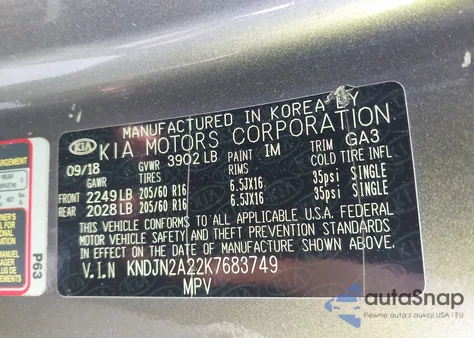 MANUFACTURED IN KOREA BY
KIA KIA MOTORS CORPORATION
09/18 GVWR 3902 LB PAINT IM TRIM GA3
GAWR TIRES RIMS COLD TIRE INFL
FRONT 2249 LB 205/60 R16 6.5JX16 35psi SINGLE
REAR 2028 LB 205/60 R16 6.5JX16 35psi SINGLE
THIS VEHICLE CONFORMS TO ALL APPLICABLE U.S.A. FEDERAL
MOTOR VEHICLE SAFETY AND THEFT PREVENTION STANDARDS
IN EFFECT ON THE DATE OF MANUFACTURE SHOWN ABOVE.
V.I.N KNDJN2A22K7683749
MPV
P63
autoSnap
Pewne auta z aukcji USA i EU